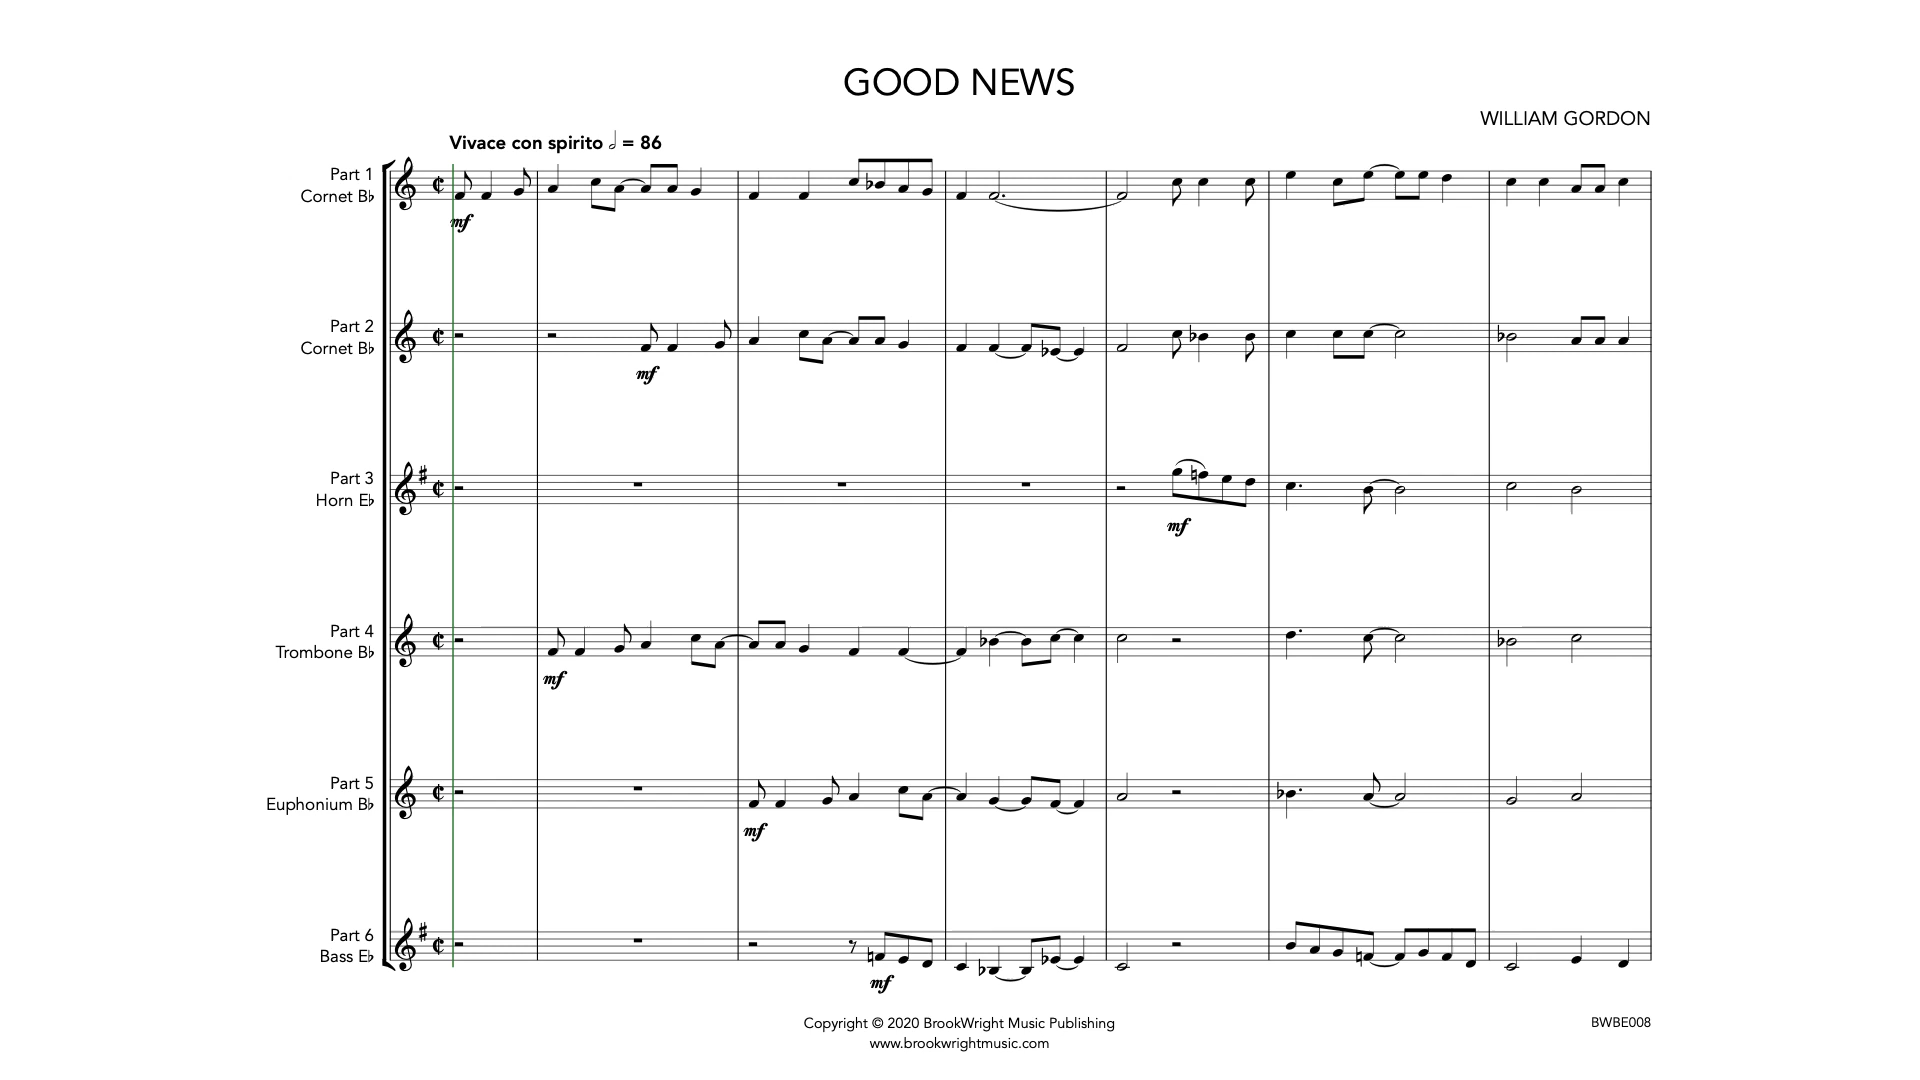 GOOD NEWS
WILLIAM GORDON
Vivace con spirito 𝅗𝅥 = 86
Part 1
Cornet B♭
mf
Part 2
Cornet B♭
mf
Part 3
Horn E♭
mf
Part 4
Trombone B♭
mf
Part 5
Euphonium B♭
mf
Part 6
Bass E♭
mf
Copyright © 2020 BrookWright Music Publishing
BWBE008
www.brookwrightmusic.com